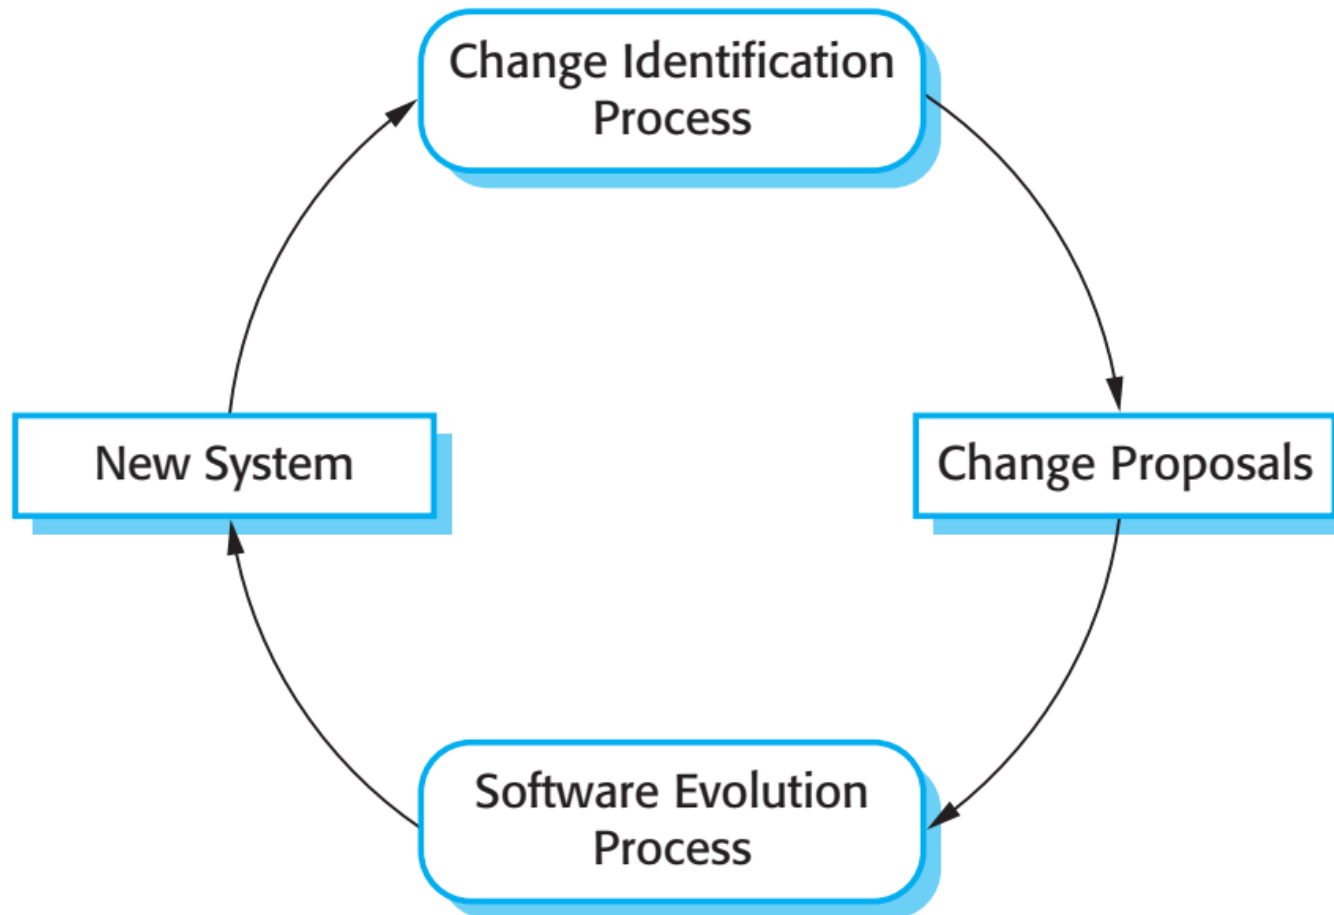 Change Identification
Process
New System
Change Proposals
Software Evolution
Process